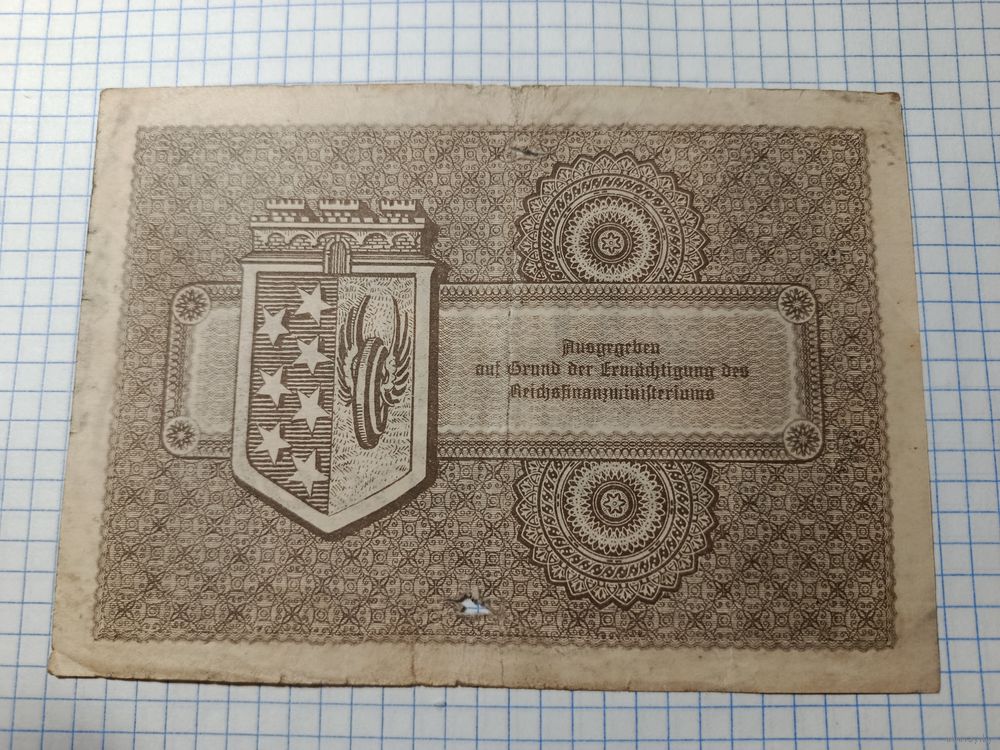 Ausgegeben
auf Grund der Ermächtigung des
Reichsfinanzministeriums